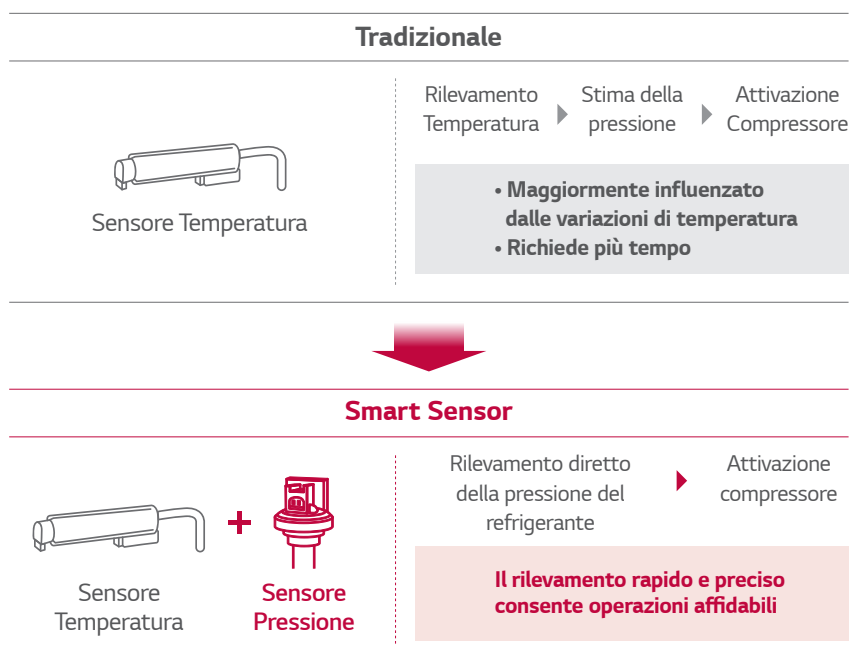 Tradizionale
Sensore Temperatura
Rilevamento
Temperatura
Stima della
pressione
Attivazione
Compressore
• Maggiormente influenzato
dalle variazioni di temperatura
• Richiede più tempo
Smart Sensor
Sensore
Temperatura
+
Sensore
Pressione
Rilevamento diretto
della pressione del
refrigerante
Attivazione
compressore
Il rilevamento rapido e preciso
consente operazioni affidabili